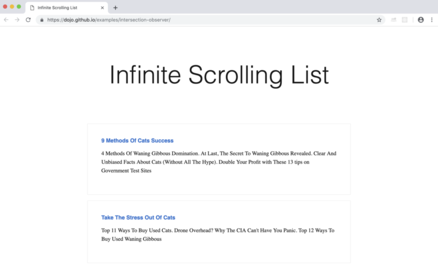 Infinite Scrolling List
https://dojo.github.io/examples/intersection-observer/
Infinite Scrolling List
9 Methods Of Cats Success
4 Methods Of Waning Gibbous Domination. At Last, The Secret To Waning Gibbous Revealed. Clear And
Unbiased Facts About Cats (Without All The Hype). Double Your Profit with These 13 tips on
Government Test Sites
Take The Stress Out Of Cats
Top 11 Ways To Buy Used Cats. Drone Overhead? Why The CIA Can't Have You Panic. Top 12 Ways To
Buy Used Waning Gibbous